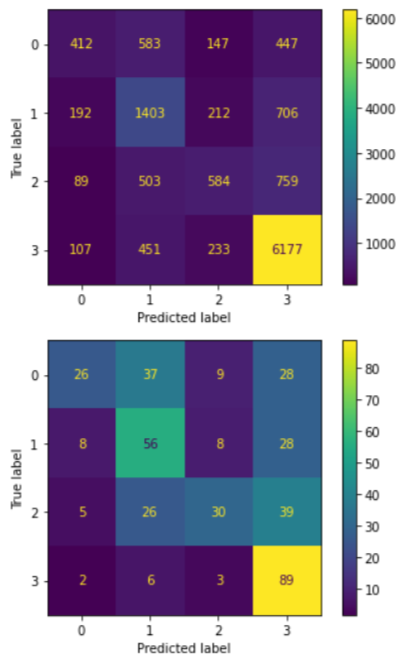 6000
0 412 583 147 447
5000
1 192 1403 212 706
4000
True label
3000
2 89 503 584 759
2000
3 107 451 233 6177
1000
0 1 2 3
Predicted label
80
0 26 37 9 28
70
60
1 8 56 8 28
50
True label
40
2 5 26 30 39
30
20
3 2 6 3 89
10
0 1 2 3
Predicted label